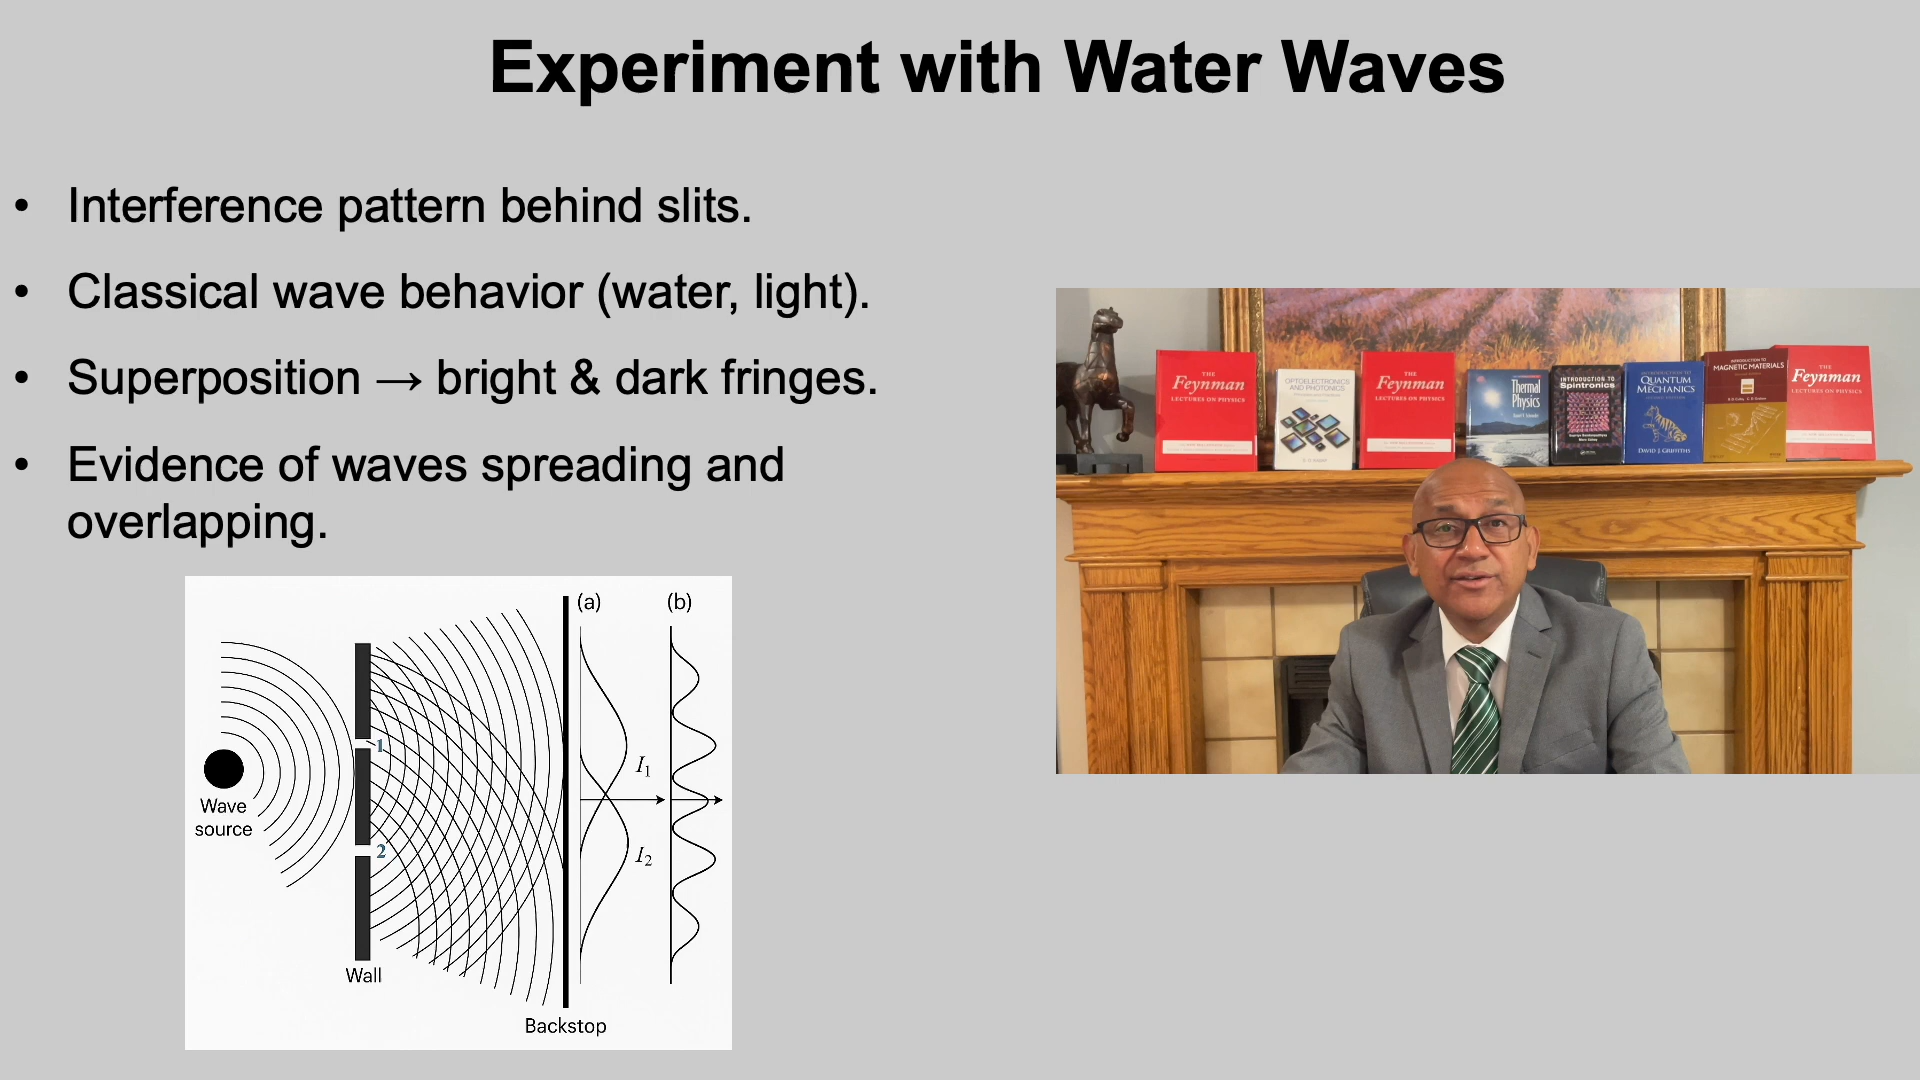 Experiment with Water Waves
• Interference pattern behind slits.
• Classical wave behavior (water, light).
• Superposition → bright & dark fringes.
• Evidence of waves spreading and
overlapping.
(a)
(b)
1
I1
Wave
source
2
I2
Wall
Backstop
THE
Feynman
LECTURES ON PHYSICS
OPTOELECTRONICS
AND PHOTONICS
THE
Feynman
LECTURES ON PHYSICS
Thermal
Physics
INTRODUCTION TO
Spintronics
INTRODUCTION TO
QUANTUM
MECHANICS
DAVID J. GRIFFITHS
INTRODUCTION TO
MAGNETIC MATERIALS
THE
Feynman
LECTURES ON PHYSICS